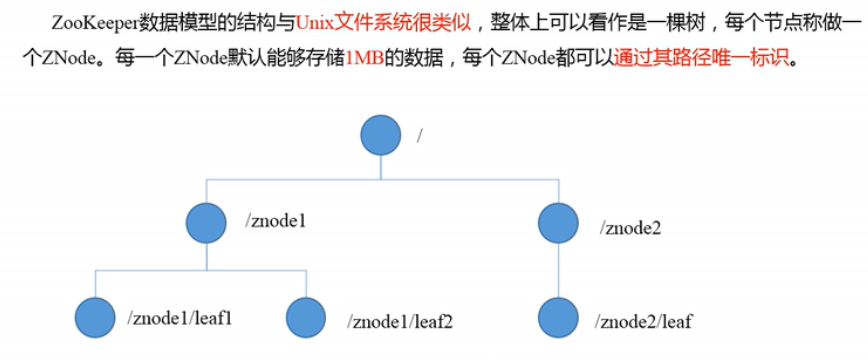 ZooKeeper数据模型的结构与Unix文件系统很类似，整体上可以看作是一棵树，每个节点称做一
个ZNode。每一个ZNode默认能够存储1MB的数据，每个ZNode都可以通过其路径唯一标识。
/
/znode1
/znode2
/znode1/leaf1
/znode1/leaf2
/znode2/leaf